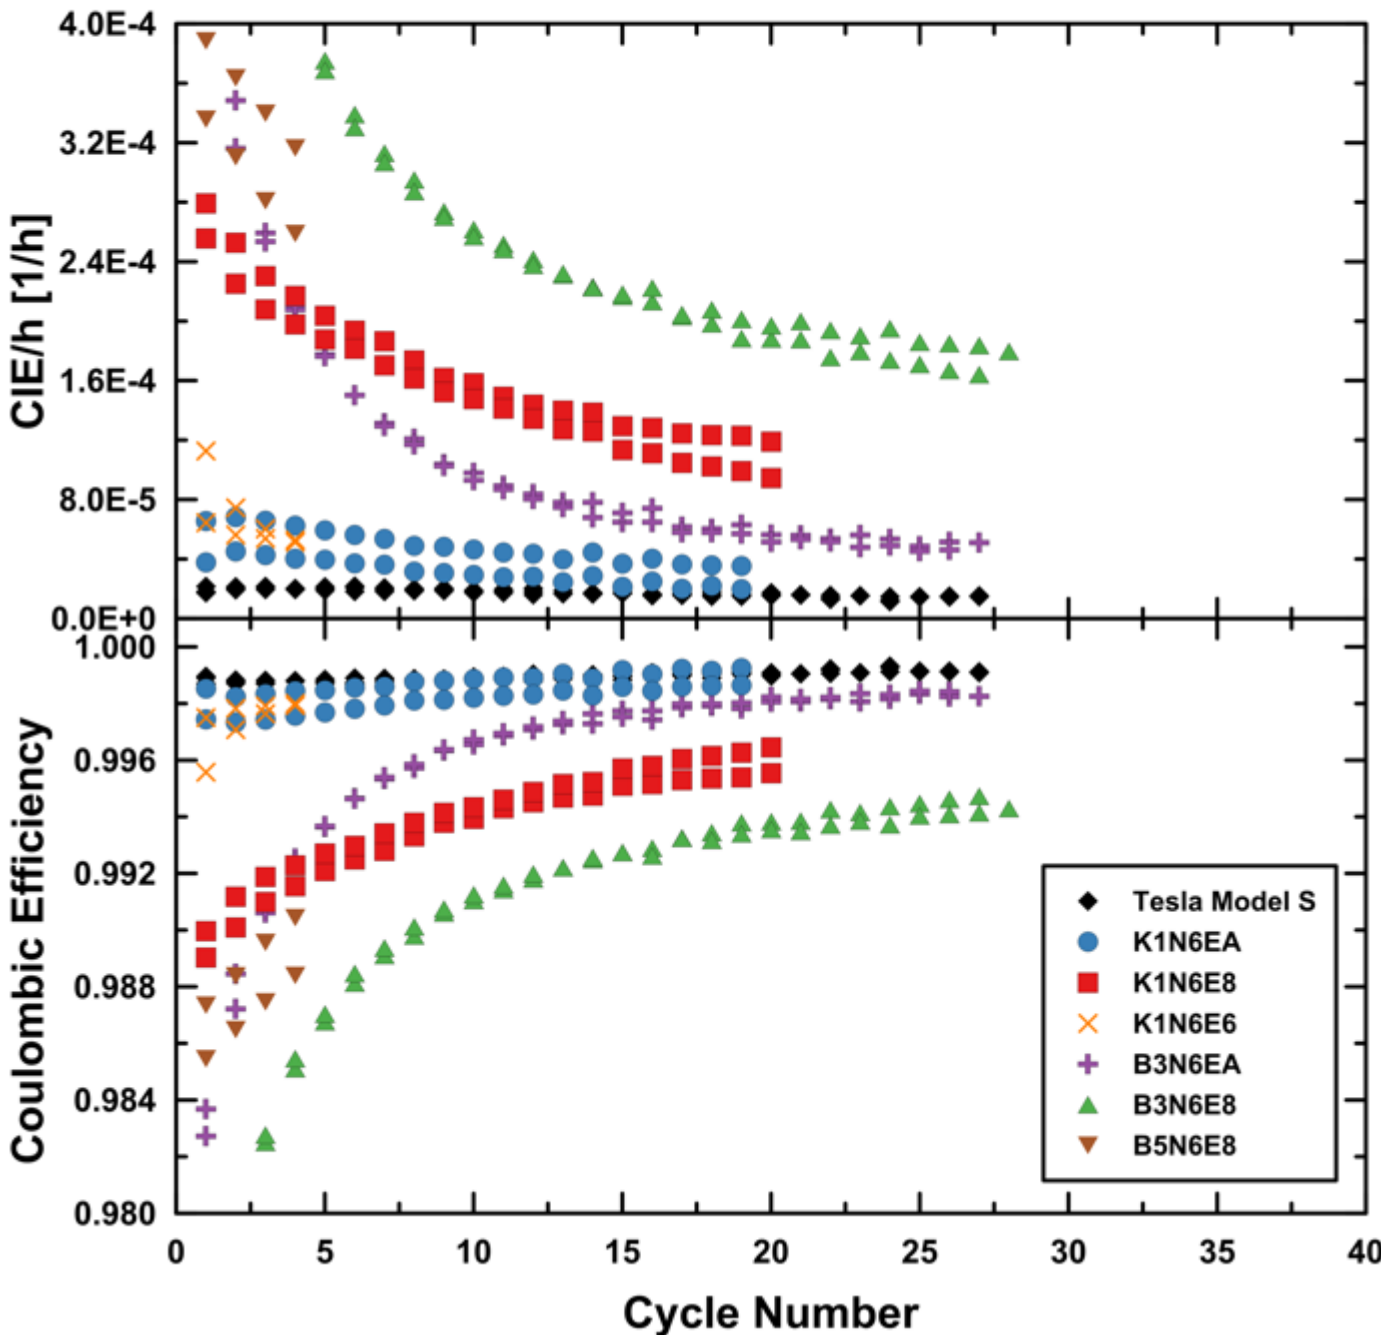 CIE/h [1/h]
4.0E-4
3.2E-4
2.4E-4
1.6E-4
8.0E-5
0.0E+0
Coulombic Efficiency
1.000
0.996
0.992
0.988
0.984
0.980
Tesla Model S
K1N6EA
K1N6E8
K1N6E6
B3N6EA
B3N6E8
B5N6E8
0 5 10 15 20 25 30 35 40
Cycle Number